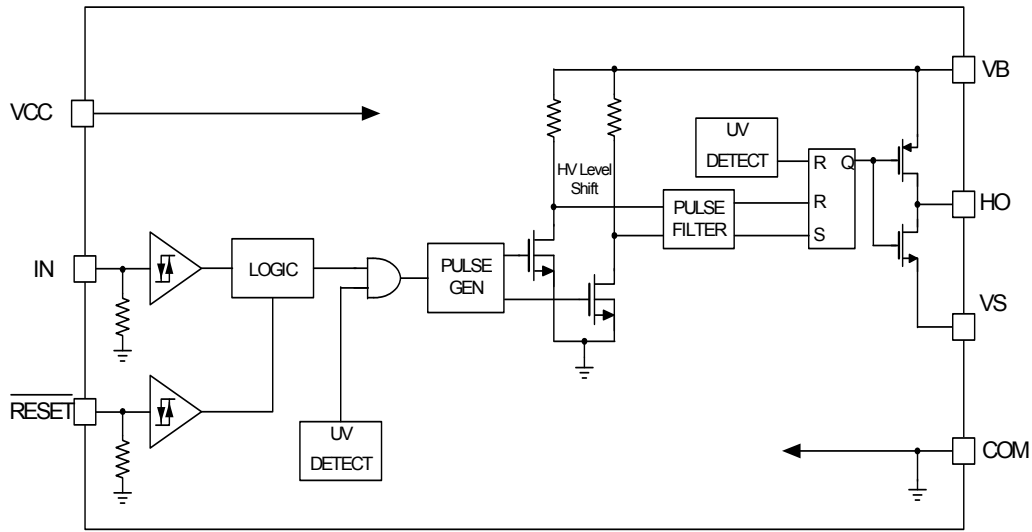 VB
VCC
UV
DETECT
R
Q
HV Level
Shift
R
HO
PULSE
FILTER
S
IN
LOGIC
PULSE
GEN
VS
RESET
UV
DETECT
COM